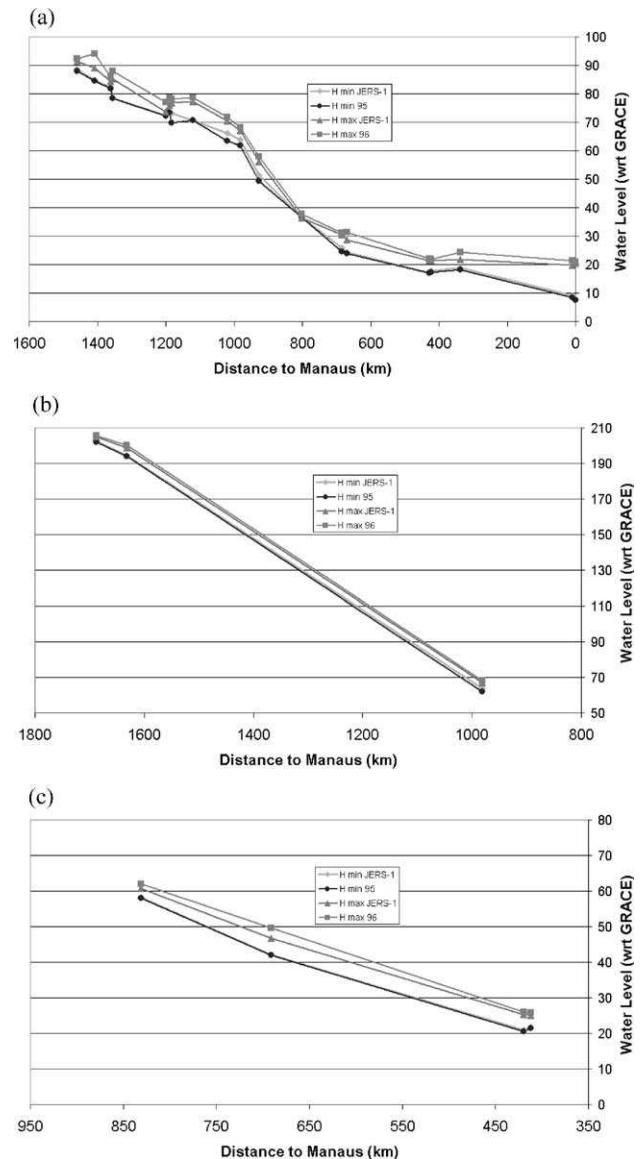 (a)
100
90
80
70
60
50
40
30
20
10
0
Water Level (wrt GRACE)
H min JERS-1
H min 95
H max JERS-1
H max 96
1600 1400 1200 1000 800 600 400 200 0
Distance to Manaus (km)
(b)
210
190
170
150
130
110
90
70
50
Water Level (wrt GRACE)
H min JERS-1
H min 95
H max JERS-1
H max 96
1800 1600 1400 1200 1000 800
Distance to Manaus (km)
(c)
80
70
60
50
40
30
20
10
0
Water Level (wrt GRACE)
H min JERS-1
H min 95
H max JERS-1
H max 96
950 850 750 650 550 450 350
Distance to Manaus (km)